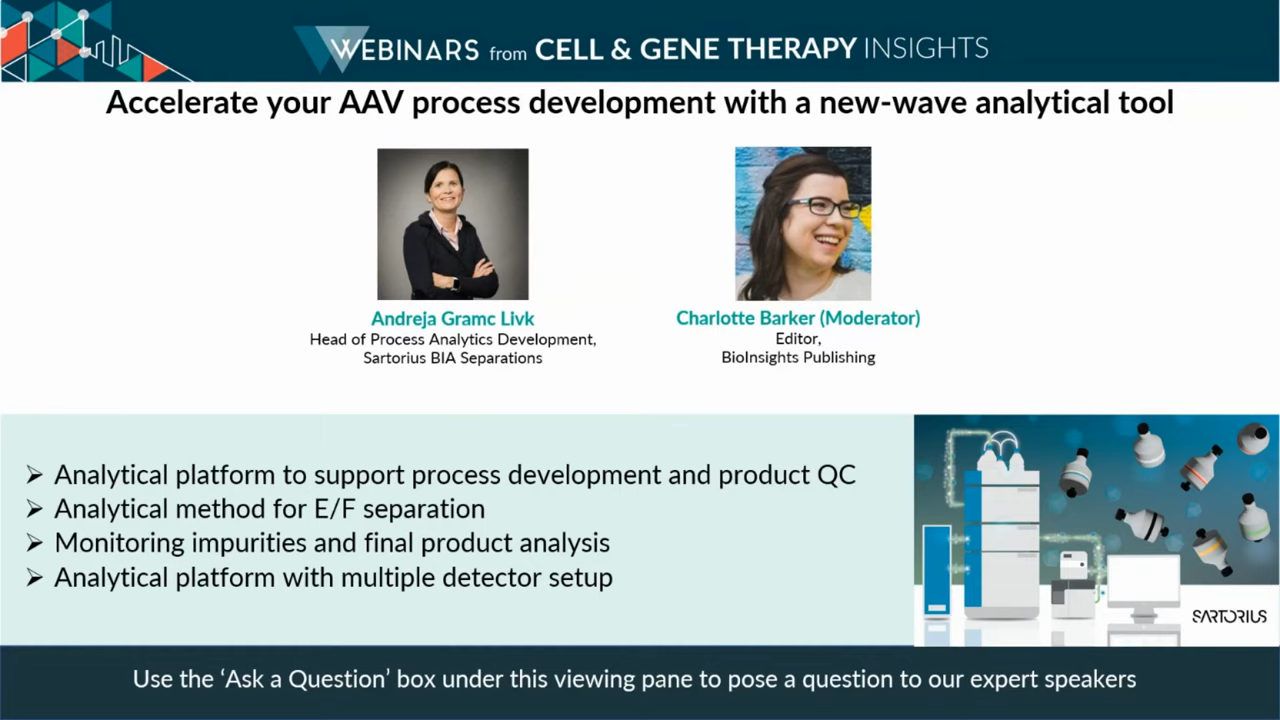 WEBINARS from CELL & GENE THERAPY INSIGHTS
Accelerate your AAV process development with a new-wave analytical tool
Andreja Gramc Livk
Head of Process Analytics Development,
Sartorius BIA Separations
Charlotte Barker (Moderator)
Editor,
BioInsights Publishing
➢ Analytical platform to support process development and product QC
➢ Analytical method for E/F separation
➢ Monitoring impurities and final product analysis
➢ Analytical platform with multiple detector setup
SARTORIUS
Use the ‘Ask a Question’ box under this viewing pane to pose a question to our expert speakers